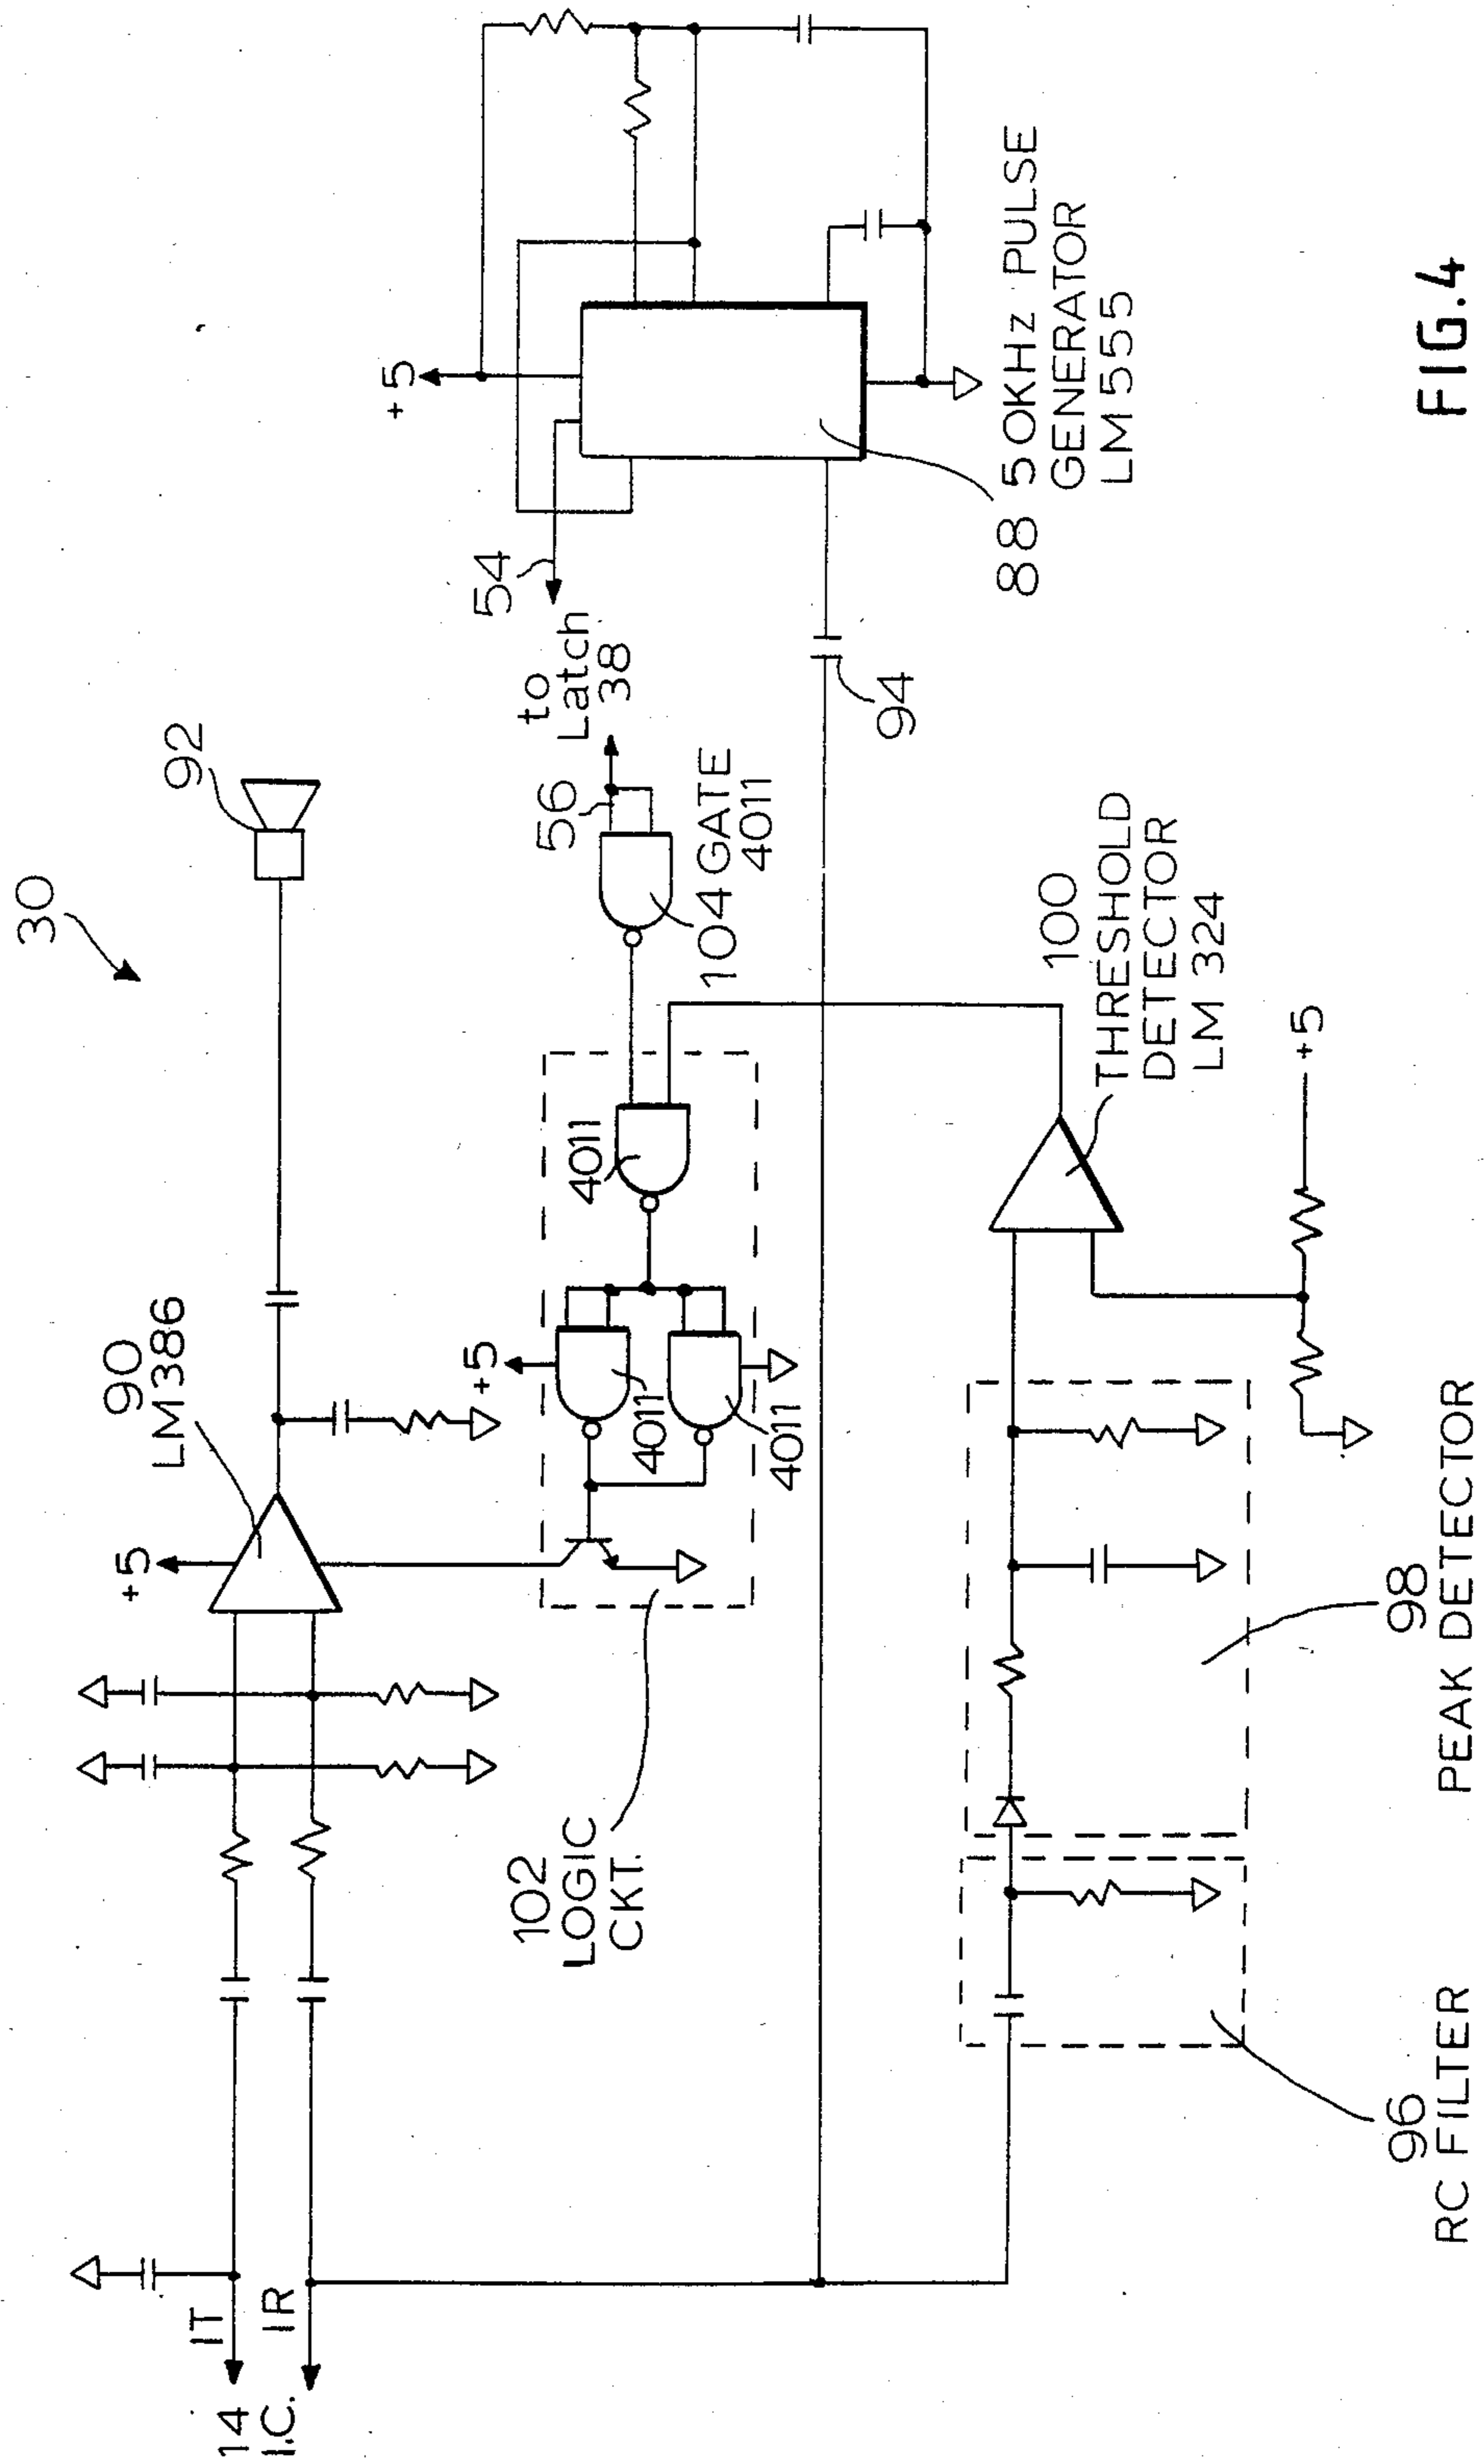 30
92
90
LM386
+5
14
I.C.
IT
IR
102
LOGIC
CKT.
+5
4011
4011
4011
56
104 GATE
4011
to
Latch
38
54
+5
94
88 50KHz PULSE
GENERATOR
LM555
100
THRESHOLD
DETECTOR
LM 324
+5
96
RC FILTER
98
PEAK DETECTOR
FIG.4